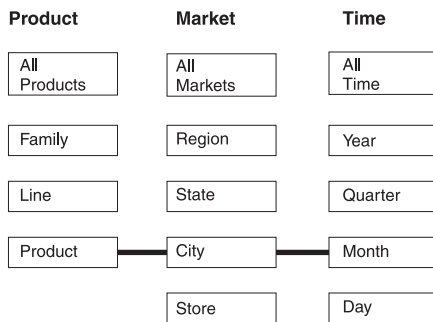 Product Market Time
All
Products
All
Markets
All
Time
Family Region Year
Line State Quarter
Product City Month
Store Day